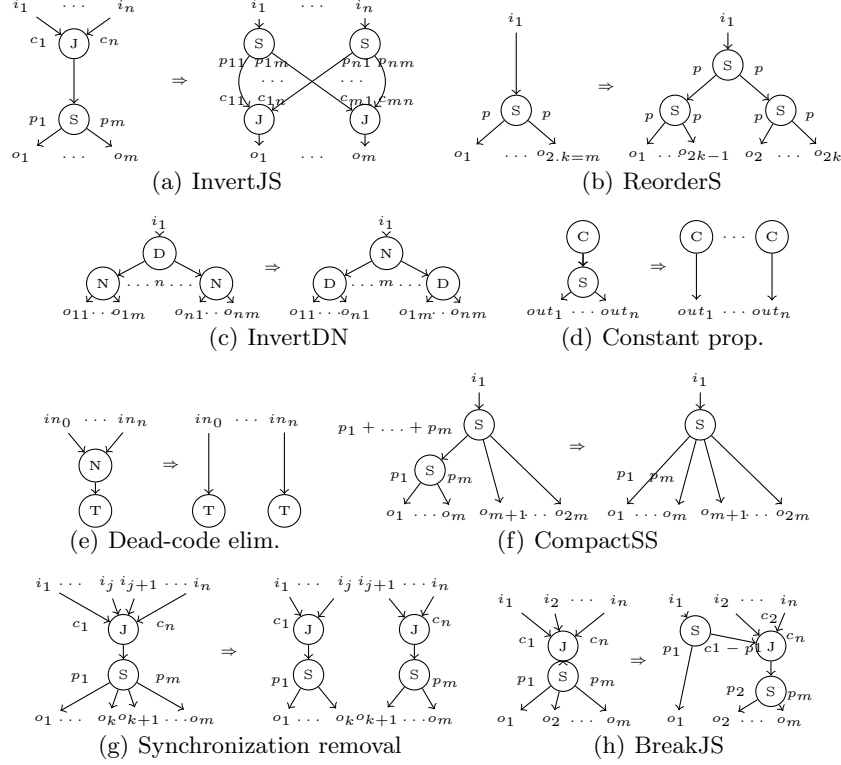 i1 ··· in i1 ··· in i1 i1
c1 J cn S S S
p11 p1m pn1 pnm p p
⇒ ··· ··· ⇒
c11 c1n cm1 cmn
p1 S pm J J p S p S p p S p
o1 ··· om o1 ··· om o1 ··· o2.k=m o1 ··· o2k−1 o2 ··· o2k
(a) InvertJS (b) ReorderS
i1 i1
D N C C ··· C
⇒ ⇒
N ...n... N D ...m... D S
o11 ··· o1m on1 ··· onm o11 ··· on1 o1m ··· onm out1 ··· outn out1 ··· outn
(c) InvertDN (d) Constant prop.
i1 i1
in0 ··· inn in0 ··· inn p1 + ... + pm S S
⇒
N ⇒ p1 S pm p1 pm
T T T o1 ··· om om+1 ··· o2m o1 ··· om om+1 ··· o2m
(e) Dead-code elim. (f) CompactSS
i1 ··· ij ij+1 ··· in i1 ··· ij ij+1 ··· in i1 i2 ··· in i1 i2 ··· in
c1 J cn J J c1 J cn S c2 cn
⇒ ⇒ p1 c1 − p1 J
p1 S pm p1 S S pm p1 S pm p2 S pm
o1 ··· ok ok+1 ··· om o1 ··· ok ok+1 ··· om o1 o2 ··· om o1 o2 ··· om
(g) Synchronization removal (h) BreakJS